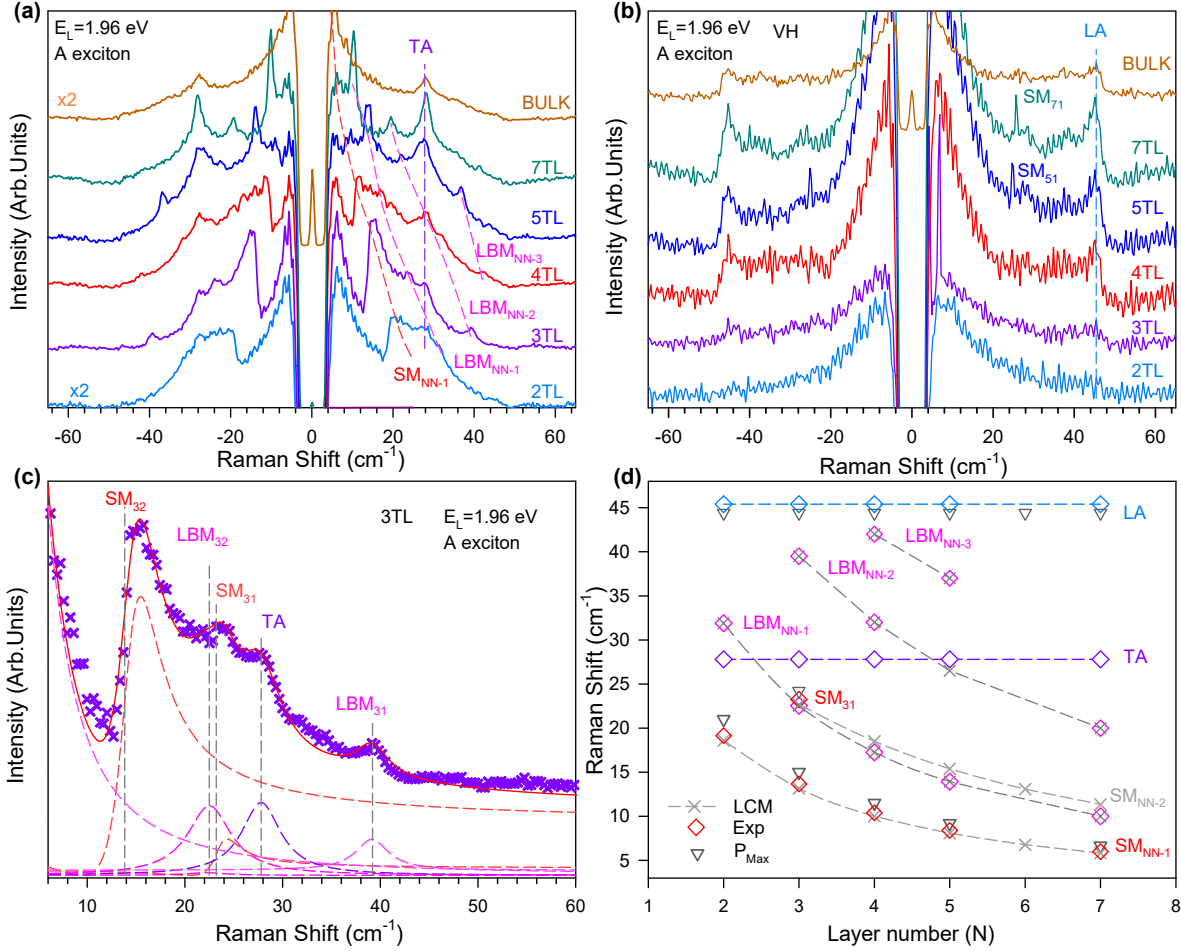 (a)
E_L=1.96 eV
A exciton
TA
x2
BULK
7TL
5TL
LBM_NN-3
4TL
LBM_NN-2
3TL
LBM_NN-1
SM_NN-1
x2
2TL
Intensity (Arb.Units)
-60 -40 -20 0 20 40 60
Raman Shift (cm⁻¹)
(b)
E_L=1.96 eV VH
A exciton
LA
BULK
SM_71
7TL
SM_51
5TL
4TL
3TL
2TL
Intensity (Arb.Units)
-60 -40 -20 0 20 40 60
Raman Shift (cm⁻¹)
(c)
SM_32
3TL E_L=1.96 eV
A exciton
LBM_32
SM_31
TA
LBM_31
Intensity (Arb.Units)
10 20 30 40 50 60
Raman Shift (cm⁻¹)
(d)
45
40
35
30
25
20
15
10
5
Raman Shift (cm⁻¹)
LA
LBM_NN-3
LBM_NN-2
LBM_NN-1
TA
SM_31
SM_NN-2
LCM
Exp
P_Max
SM_NN-1
1 2 3 4 5 6 7 8
Layer number (N)